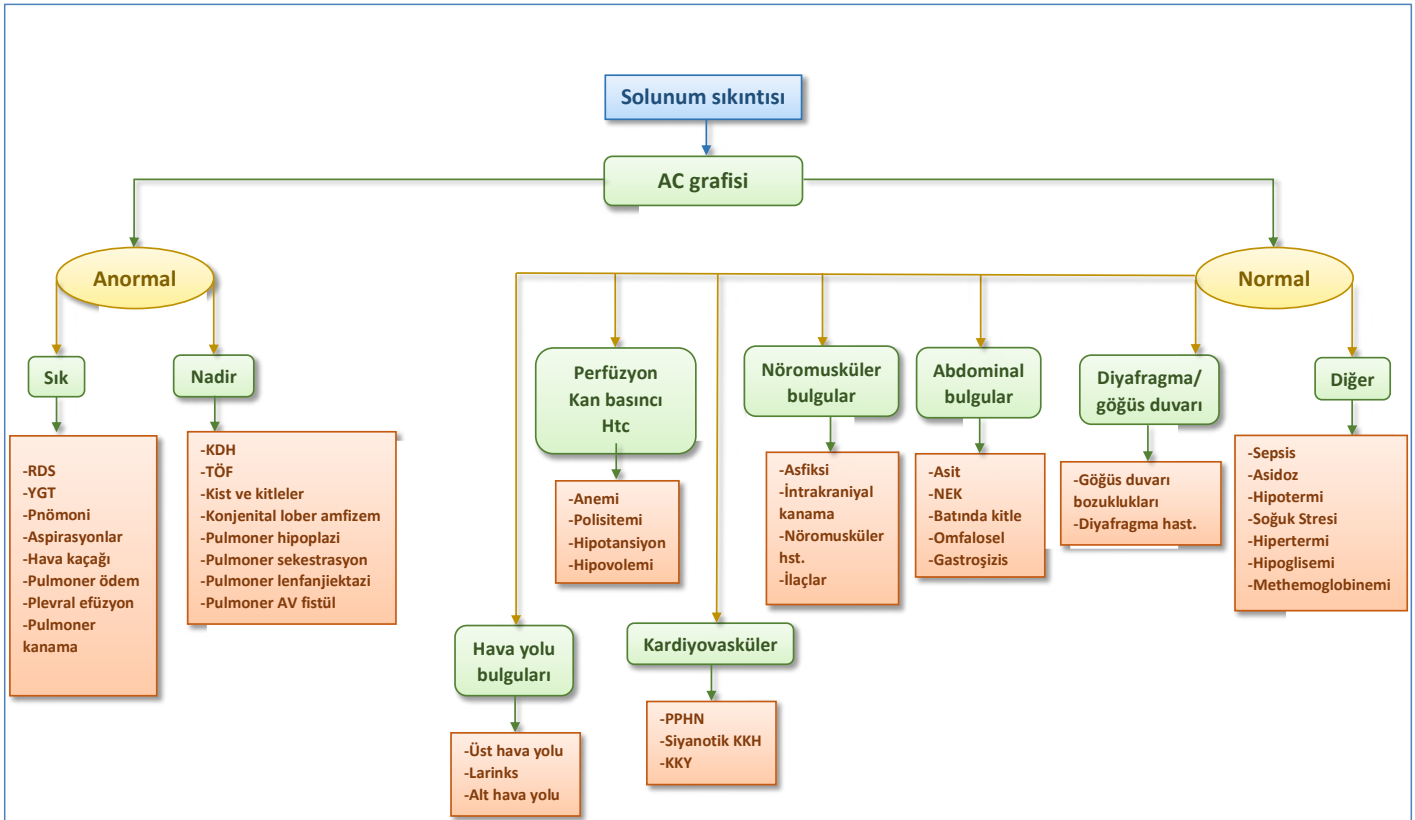 Solunum sıkıntısı
AC grafisi
Anormal
Normal
Sık
-RDS
-YGT
-Pnömoni
-Aspirasyonlar
-Hava kaçağı
-Pulmoner ödem
-Plevral efüzyon
-Pulmoner
kanama
Nadir
-KDH
-TÖF
-Kist ve kitleler
-Konjenital lober amfizem
-Pulmoner hipoplazi
-Pulmoner sekestrasyon
-Pulmoner lenfanjiektazi
-Pulmoner AV fistül
Hava yolu
bulguları
-Üst hava yolu
-Larinks
-Alt hava yolu
Perfüzyon
Kan basıncı
Htc
-Anemi
-Polisitemi
-Hipotansiyon
-Hipovolemi
Kardiyovasküler
-PPHN
-Siyanotik KKH
-KKY
Nöromusküler
bulgular
-Asfiksi
-İntrakraniyal
kanama
-Nöromusküler
hst.
-İlaçlar
Abdominal
bulgular
-Asit
-NEK
-Batında kitle
-Omfalosel
-Gastroşizis
Diyafragma/
göğüs duvarı
-Göğüs duvarı
bozuklukları
-Diyafragma hast.
Diğer
-Sepsis
-Asidoz
-Hipotermi
-Soğuk Stresi
-Hipertermi
-Hipoglisemi
-Methemoglobinemi